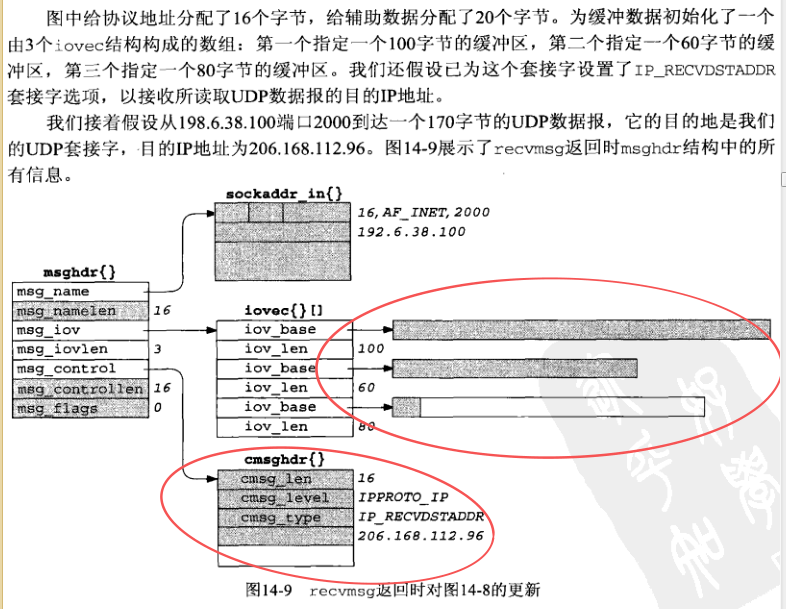 图中给协议地址分配了16个字节，给辅助数据分配了20个字节。为缓冲数据初始化了一个
由3个iovec结构构成的数组：第一个指定一个100字节的缓冲区，第二个指定一个60字节的缓
冲区，第三个指定一个80字节的缓冲区。我们还假设已为这个套接字设置了IP_RECVDSTADDR
套接字选项，以接收所读取UDP数据报的目的IP地址。
我们接着假设从198.6.38.100端口2000到达一个170字节的UDP数据报，它的目的地是我们
的UDP套接字，目的IP地址为206.168.112.96。图14-9展示了recvmsg返回时msghdr结构中的所
有信息。
sockaddr_in{}
16,AF_INET,2000
192.6.38.100
msghdr{}
msg_name
msg_namelen 16
msg_iov
msg_iovlen 3
msg_control
msg_controllen 16
msg_flags 0
iovec{}[]
iov_base
iov_len 100
iov_base
iov_len 60
iov_base
iov_len 80
cmsghdr{}
cmsg_len 16
cmsg_level IPPROTO_IP
cmsg_type IP_RECVDSTADDR
206.168.112.96
图14-9 recvmsg返回时对图14-8的更新